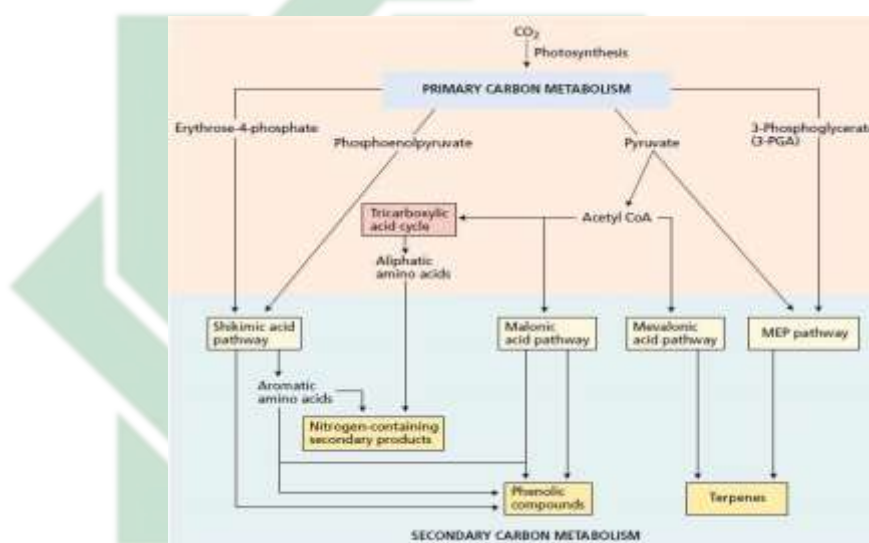 CO2
Photosynthesis
PRIMARY CARBON METABOLISM
Erythrose-4-phosphate
Phosphoenolpyruvate
Pyruvate
3-Phosphoglycerate
(3-PGA)
Tricarboxylic
acid cycle
Acetyl CoA
Aliphatic
amino acids
Shikimic acid
pathway
Malonic
acid pathway
Mevalonic
acid pathway
MEP pathway
Aromatic
amino acids
Nitrogen-containing
secondary products
Phenolic
compounds
Terpenes
SECONDARY CARBON METABOLISM